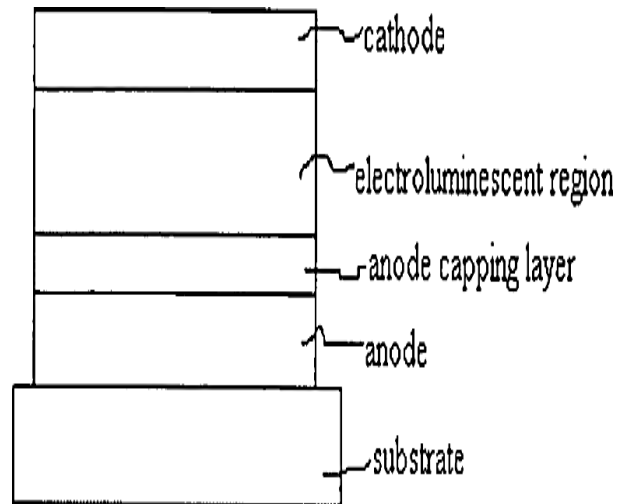 cathode
electroluminescent region
anode capping layer
anode
substrate